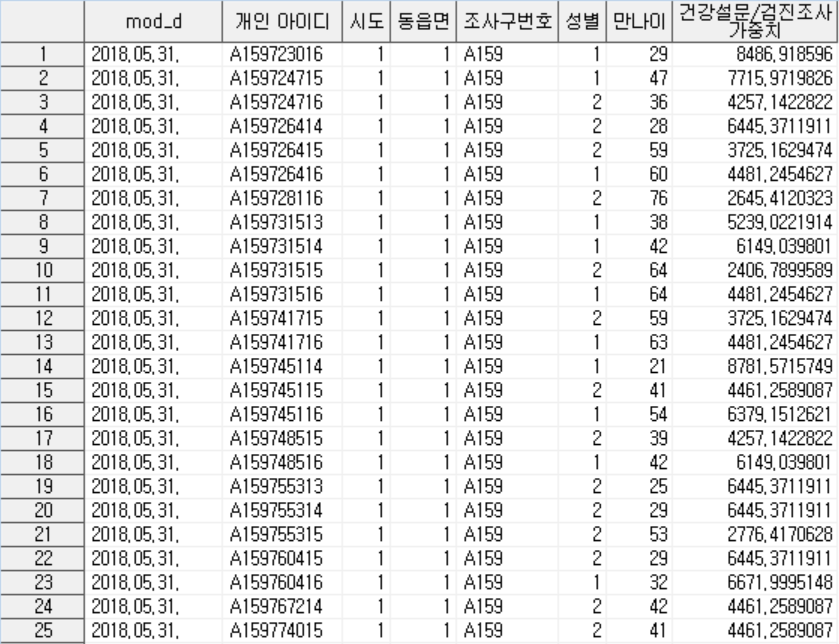 mod_d 개인 아이디 시도 동읍면 조사구번호 성별 만나이 건강설문/검진조사 가중치
1 2018.05.31. A159723016 1 1 A159 1 29 8486.918596
2 2018.05.31. A159724715 1 1 A159 1 47 7715.9719826
3 2018.05.31. A159724716 1 1 A159 2 36 4257.1422822
4 2018.05.31. A159726414 1 1 A159 2 28 6445.3711911
5 2018.05.31. A159726415 1 1 A159 2 59 3725.1629474
6 2018.05.31. A159726416 1 1 A159 1 60 4481.2454627
7 2018.05.31. A159728116 1 1 A159 2 76 2645.4120323
8 2018.05.31. A159731513 1 1 A159 1 38 5239.0221914
9 2018.05.31. A159731514 1 1 A159 1 42 6149.039801
10 2018.05.31. A159731515 1 1 A159 2 64 2406.7899589
11 2018.05.31. A159731516 1 1 A159 1 64 4481.2454627
12 2018.05.31. A159741715 1 1 A159 2 59 3725.1629474
13 2018.05.31. A159741716 1 1 A159 1 63 4481.2454627
14 2018.05.31. A159745114 1 1 A159 1 21 8781.5715749
15 2018.05.31. A159745115 1 1 A159 2 41 4461.2589087
16 2018.05.31. A159745116 1 1 A159 1 54 6379.1512621
17 2018.05.31. A159748515 1 1 A159 2 39 4257.1422822
18 2018.05.31. A159748516 1 1 A159 1 42 6149.039801
19 2018.05.31. A159755313 1 1 A159 2 25 6445.3711911
20 2018.05.31. A159755314 1 1 A159 2 29 6445.3711911
21 2018.05.31. A159755315 1 1 A159 2 53 2776.4170628
22 2018.05.31. A159760415 1 1 A159 2 29 6445.3711911
23 2018.05.31. A159760416 1 1 A159 1 32 6671.9995148
24 2018.05.31. A159767214 1 1 A159 2 42 4461.2589087
25 2018.05.31. A159774015 1 1 A159 2 41 4461.2589087